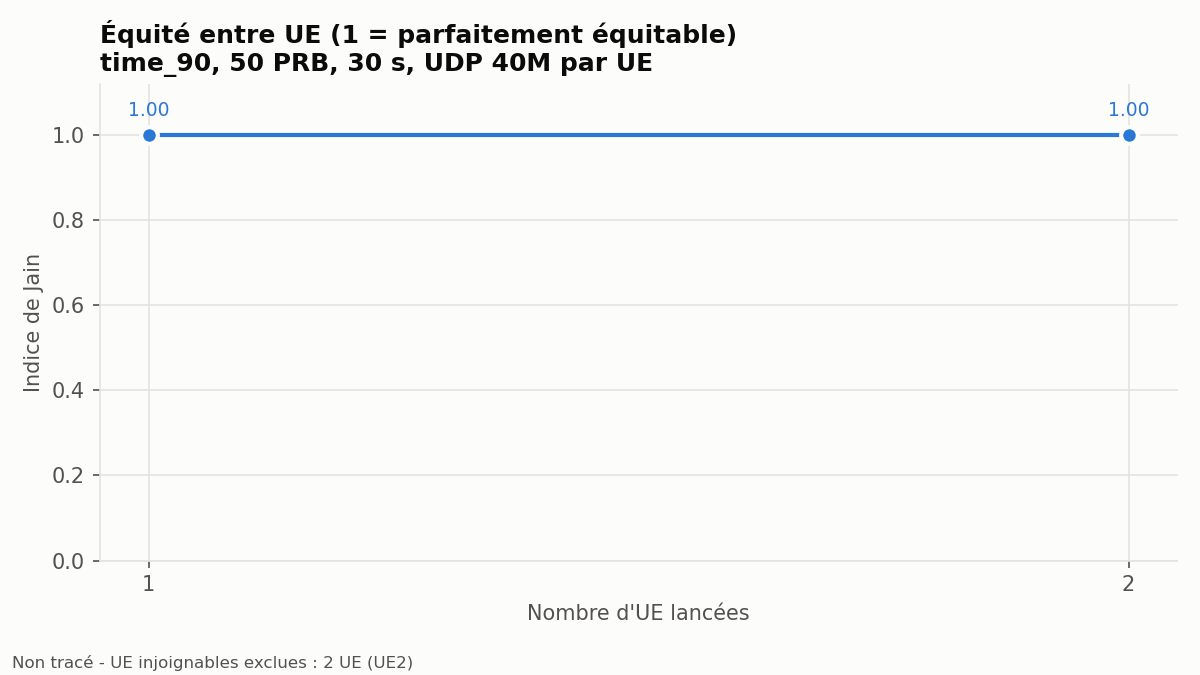 Équité entre UE (1 = parfaitement équitable)
time_90, 50 PRB, 30 s, UDP 40M par UE
1.00
1.00
1.0
0.8
0.6
0.4
0.2
0.0
Indice de Jain
1
2
Nombre d'UE lancées
Non tracé - UE injoignables exclues : 2 UE (UE2)